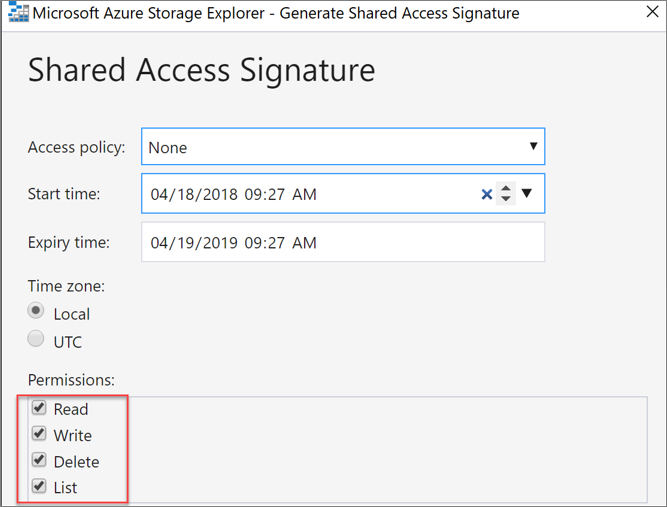 Microsoft Azure Storage Explorer - Generate Shared Access Signature
Shared Access Signature
Access policy: None
Start time: 04/18/2018 09:27 AM
Expiry time: 04/19/2019 09:27 AM
Time zone:
Local
UTC
Permissions:
Read
Write
Delete
List